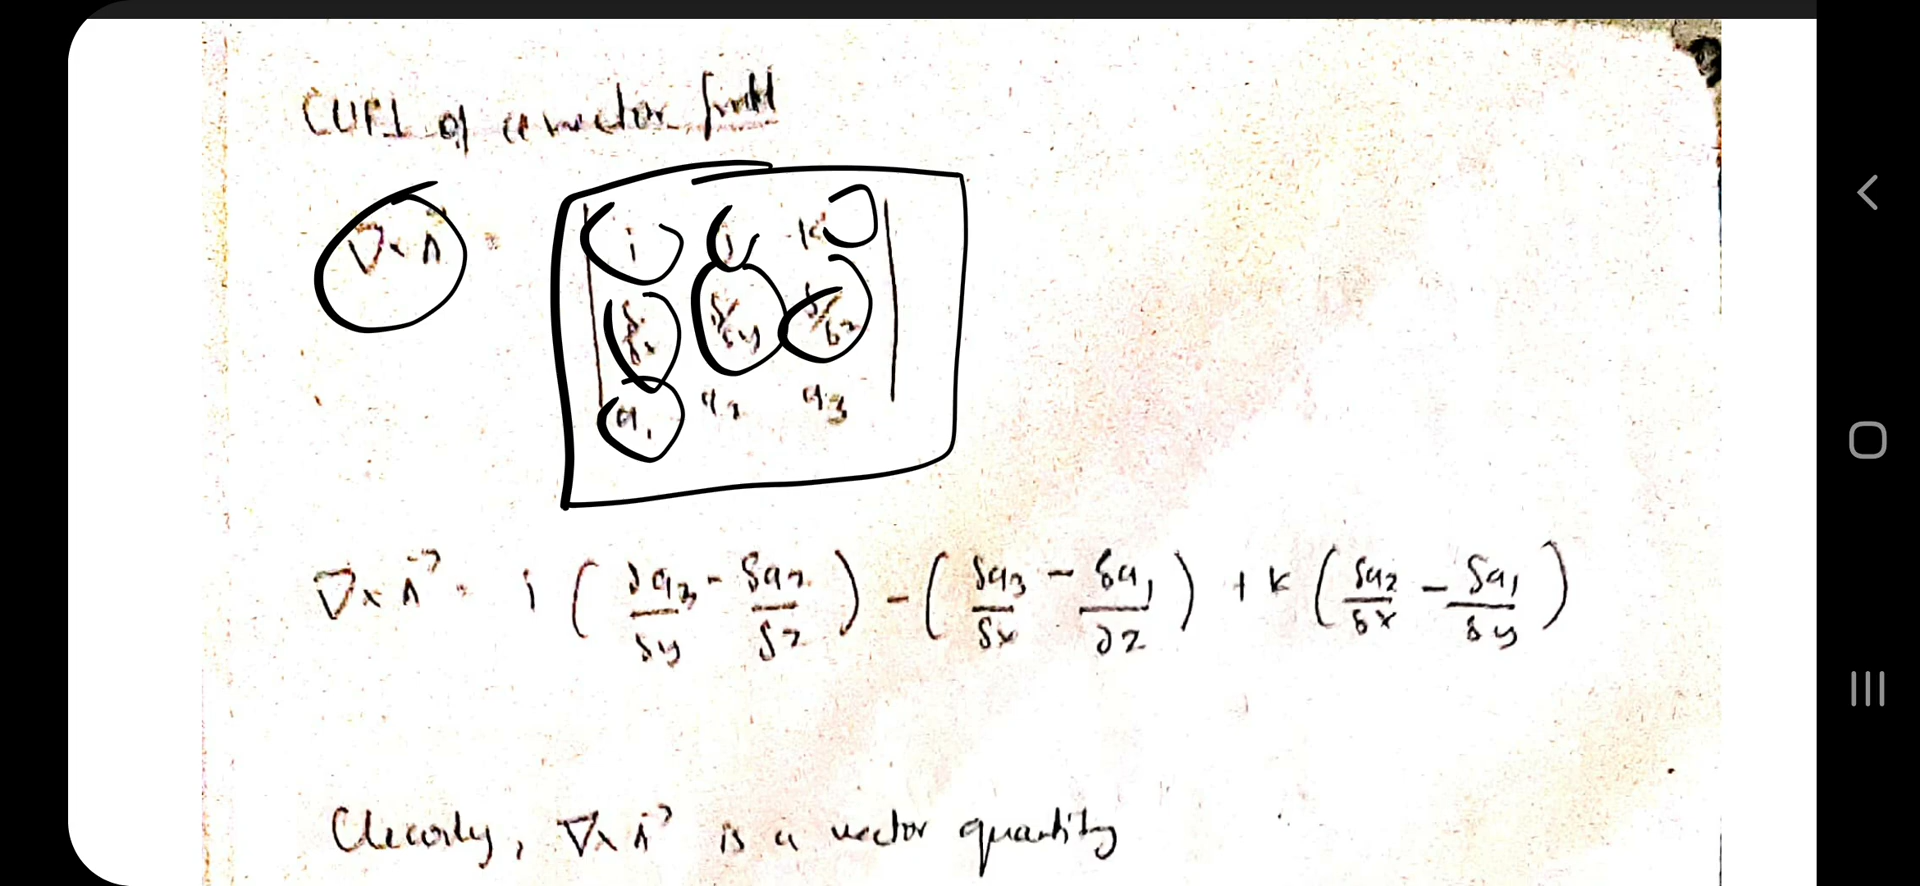 CURL of a vector field
∇×A =
i j k
δ/δx δ/δy δ/δz
a₁ a₂ a₃
∇×A⃗ = i ( δa₃/δy - δa₂/δz ) - ( δa₃/δx - δa₁/∂z ) + k ( δa₂/δx - δa₁/δy )
Clearly, ∇×A⃗ is a vector quantity